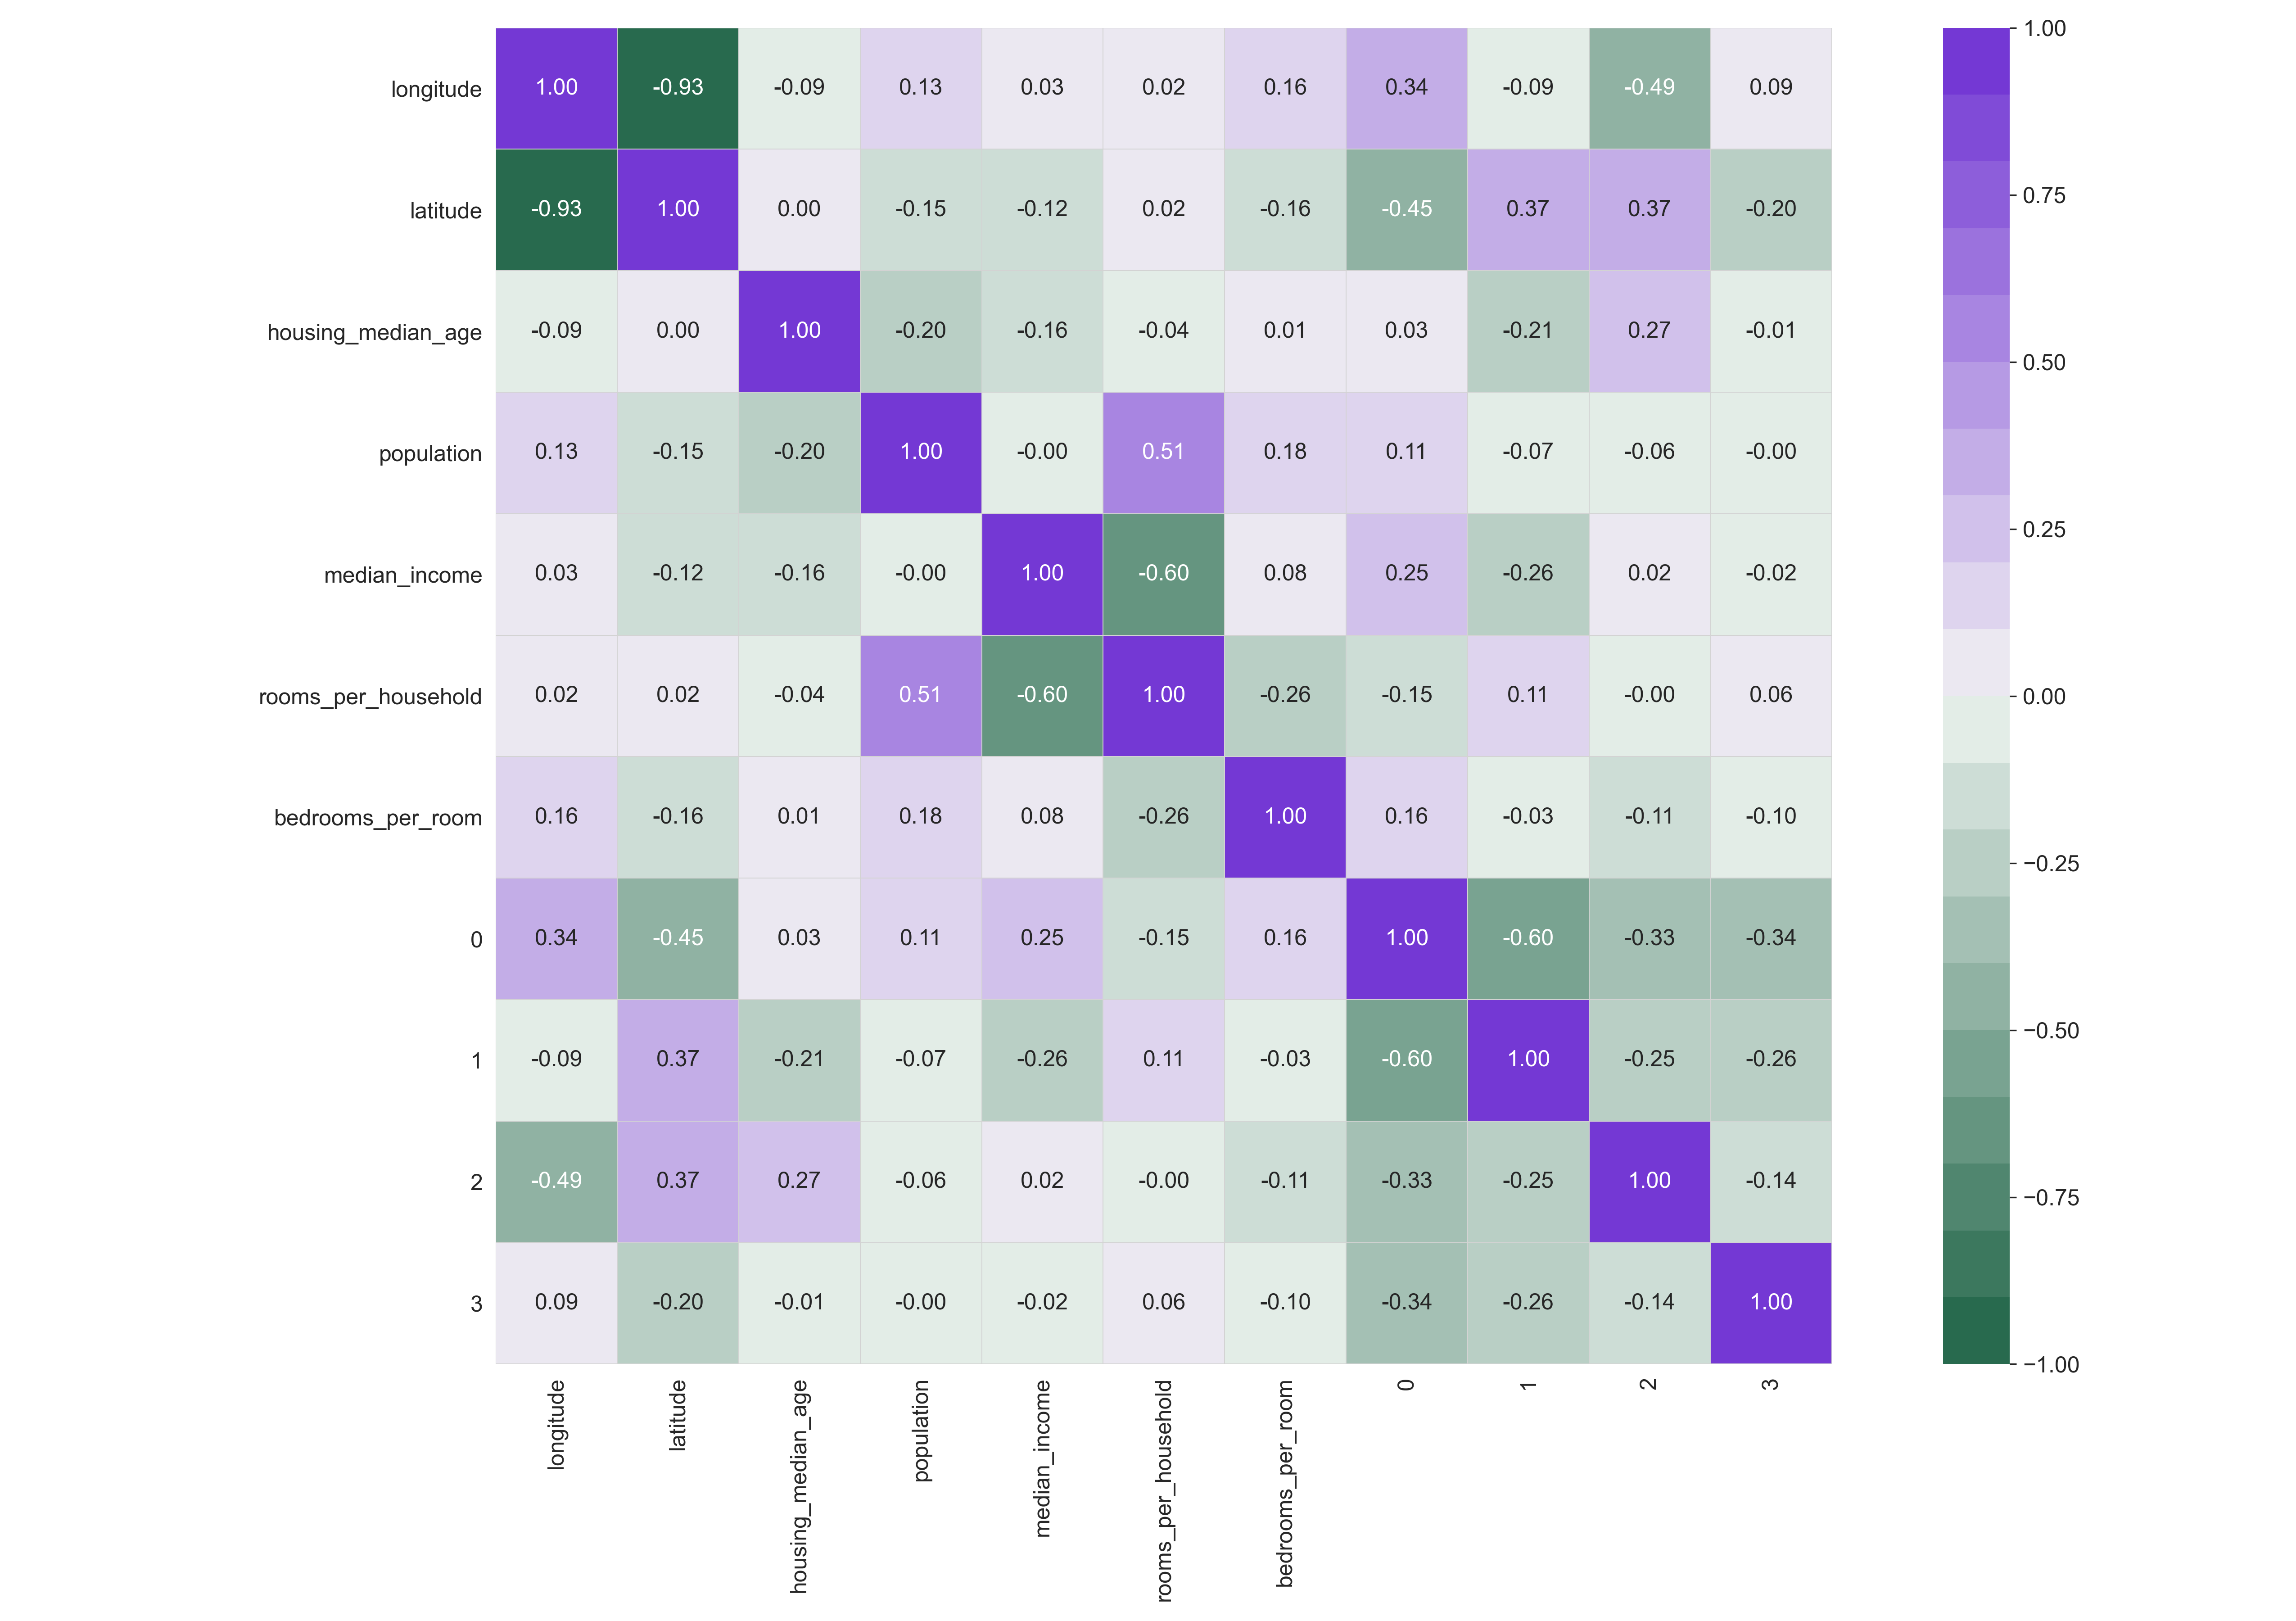 longitude 1.00 -0.93 -0.09 0.13 0.03 0.02 0.16 0.34 -0.09 -0.49 0.09
latitude -0.93 1.00 0.00 -0.15 -0.12 0.02 -0.16 -0.45 0.37 0.37 -0.20
housing_median_age -0.09 0.00 1.00 -0.20 -0.16 -0.04 0.01 0.03 -0.21 0.27 -0.01
population 0.13 -0.15 -0.20 1.00 -0.00 0.51 0.18 0.11 -0.07 -0.06 -0.00
median_income 0.03 -0.12 -0.16 -0.00 1.00 -0.60 0.08 0.25 -0.26 0.02 -0.02
rooms_per_household 0.02 0.02 -0.04 0.51 -0.60 1.00 -0.26 -0.15 0.11 -0.00 0.06
bedrooms_per_room 0.16 -0.16 0.01 0.18 0.08 -0.26 1.00 0.16 -0.03 -0.11 -0.10
0 0.34 -0.45 0.03 0.11 0.25 -0.15 0.16 1.00 -0.60 -0.33 -0.34
1 -0.09 0.37 -0.21 -0.07 -0.26 0.11 -0.03 -0.60 1.00 -0.25 -0.26
2 -0.49 0.37 0.27 -0.06 0.02 -0.00 -0.11 -0.33 -0.25 1.00 -0.14
3 0.09 -0.20 -0.01 -0.00 -0.02 0.06 -0.10 -0.34 -0.26 -0.14 1.00
longitude
latitude
housing_median_age
population
median_income
rooms_per_household
bedrooms_per_room
0
1
2
3
1.00
0.75
0.50
0.25
0.00
−0.25
−0.50
−0.75
−1.00